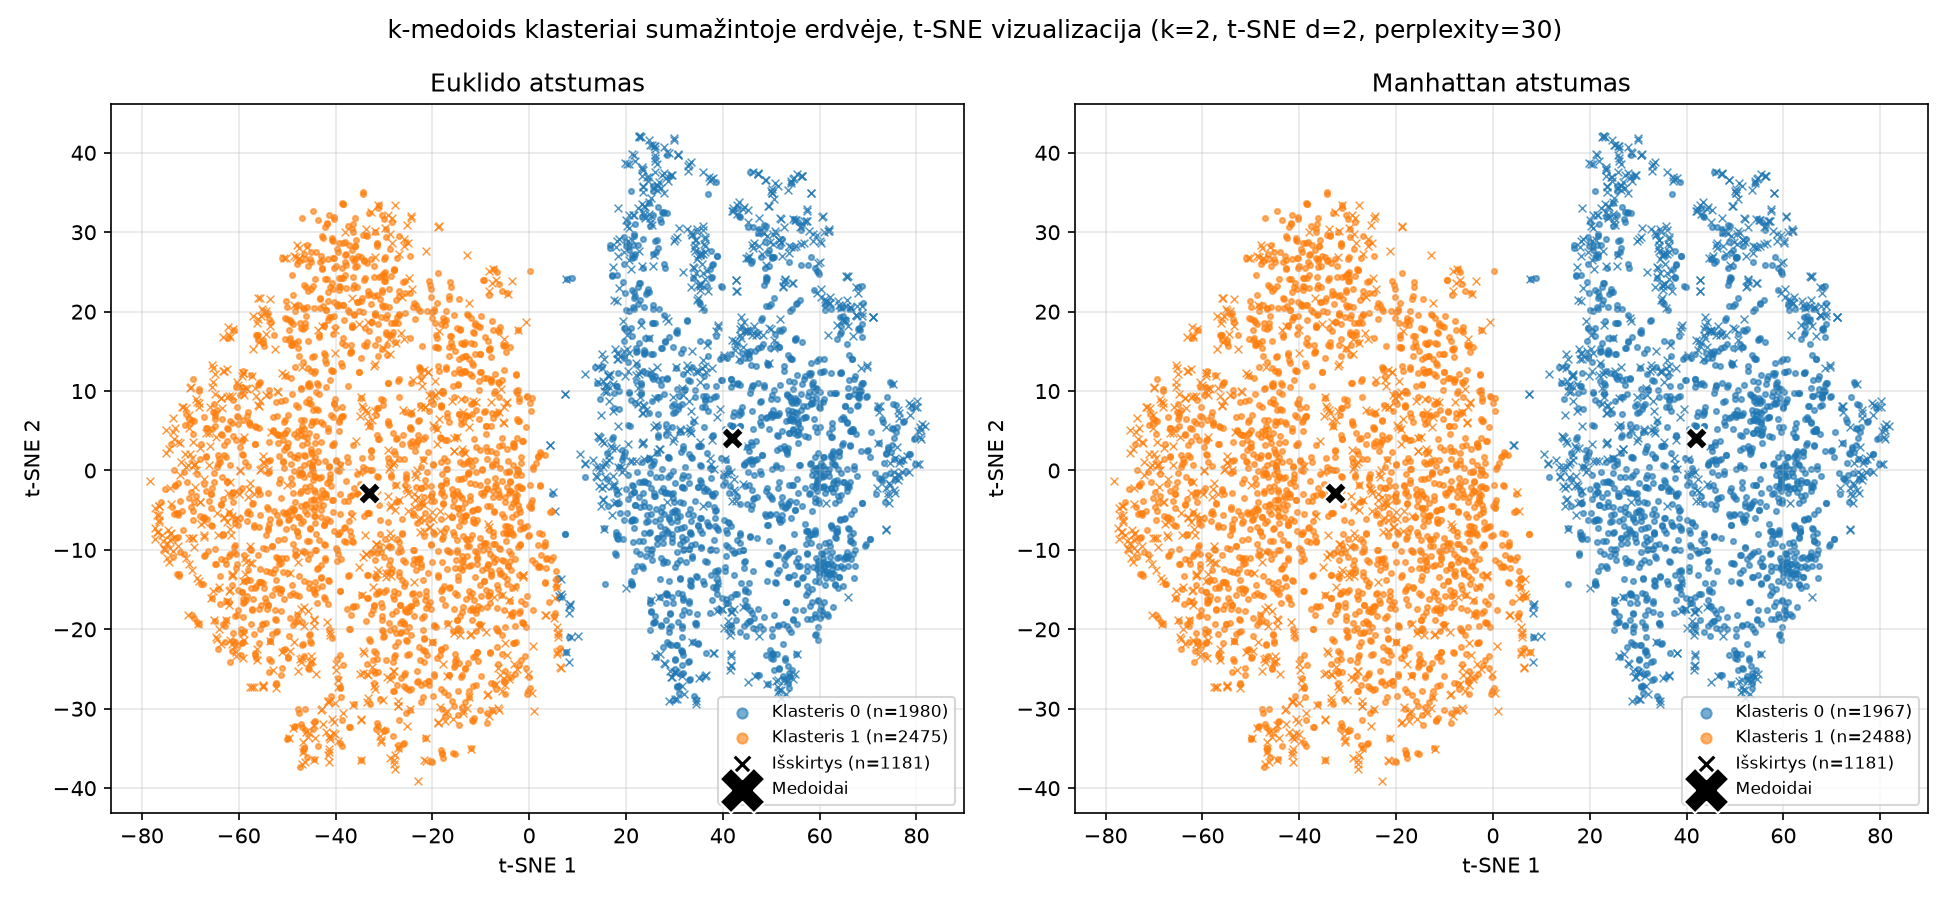 k-medoids klasteriai sumažintoje erdvėje, t-SNE vizualizacija (k=2, t-SNE d=2, perplexity=30)
Euklido atstumas
40
30
20
10
0
−10
−20
−30
−40
t-SNE 2
−80 −60 −40 −20 0 20 40 60 80
t-SNE 1
Klasteris 0 (n=1980)
Klasteris 1 (n=2475)
Išskirtys (n=1181)
Medoidai
Manhattan atstumas
40
30
20
10
0
−10
−20
−30
−40
t-SNE 2
−80 −60 −40 −20 0 20 40 60 80
t-SNE 1
Klasteris 0 (n=1967)
Klasteris 1 (n=2488)
Išskirtys (n=1181)
Medoidai